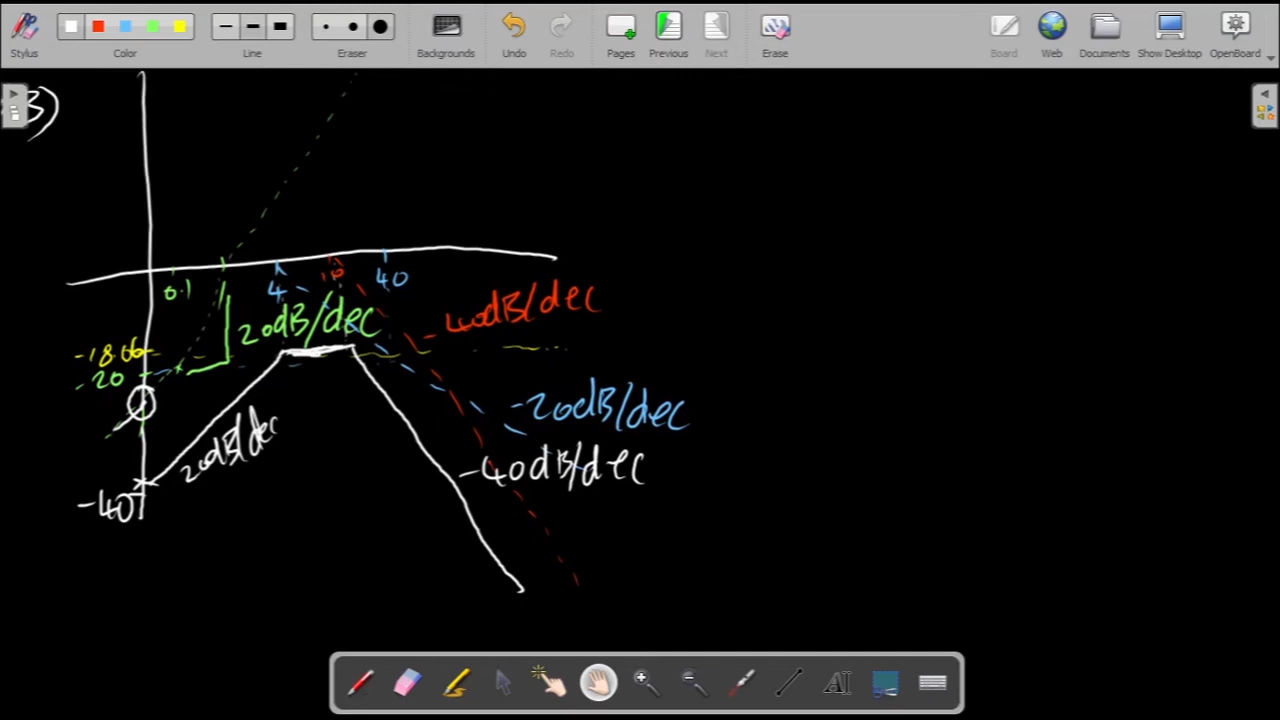 Stylus
Color
Line
Eraser
Backgrounds
Undo
Redo
Pages
Previous
Next
Erase
Board
Web
Documents
Show Desktop
OpenBoard
B)
0.1
4
10
40
20dB/dec
-40dB/dec
-18.06
-20
-20dB/dec
20dB/dec
-40dB/dec
-40